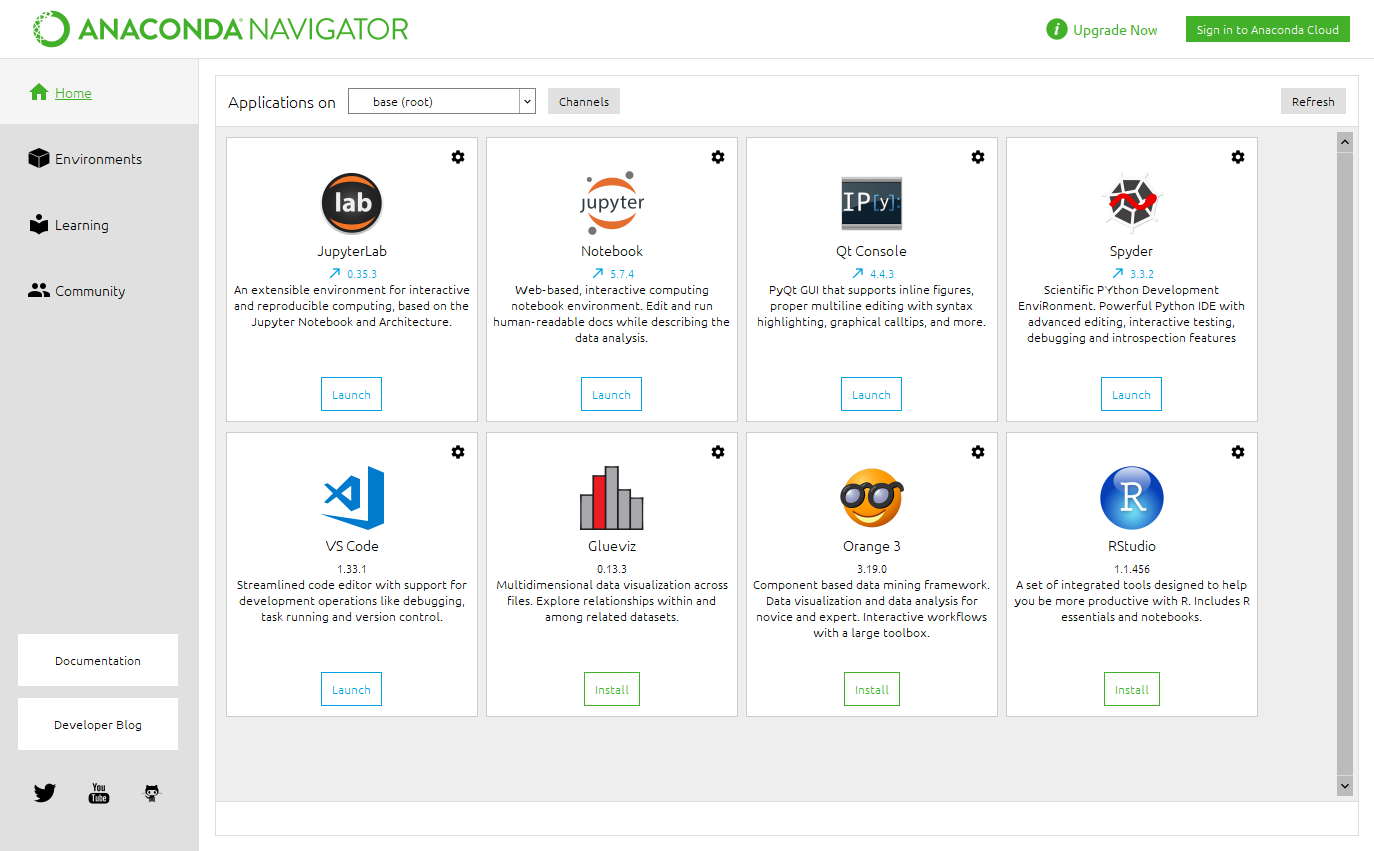 ANACONDA NAVIGATOR
Upgrade Now
Sign in to Anaconda Cloud
Home
Environments
Learning
Community
Documentation
Developer Blog
You
Tube
Applications on
base (root)
Channels
Refresh
lab
JupyterLab
0.35.3
An extensible environment for interactive
and reproducible computing, based on the
Jupyter Notebook and Architecture.
Launch
jupyter
Notebook
5.7.4
Web-based, interactive computing
notebook environment. Edit and run
human-readable docs while describing the
data analysis.
Launch
IP[y]:
Qt Console
4.4.3
PyQt GUI that supports inline figures,
proper multiline editing with syntax
highlighting, graphical calltips, and more.
Launch
Spyder
3.3.2
Scientific PYthon Development
EnviRonment. Powerful Python IDE with
advanced editing, interactive testing,
debugging and introspection features
Launch
VS Code
1.33.1
Streamlined code editor with support for
development operations like debugging,
task running and version control.
Launch
Glueviz
0.13.3
Multidimensional data visualization across
files. Explore relationships within and
among related datasets.
Install
Orange 3
3.19.0
Component based data mining framework.
Data visualization and data analysis for
novice and expert. Interactive workflows
with a large toolbox.
Install
R
RStudio
1.1.456
A set of integrated tools designed to help
you be more productive with R. Includes R
essentials and notebooks.
Install